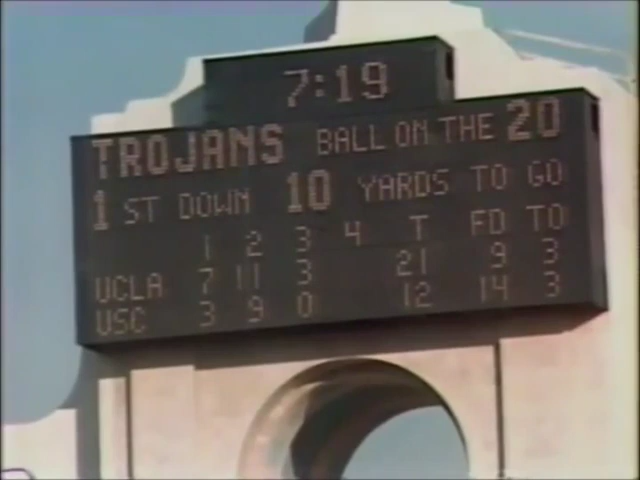 7:19
TROJANS BALL ON THE 20
1 ST DOWN 10 YARDS TO GO
1 2 3 4 T FD TO
UCLA 7 11 3 21 9 3
USC 3 9 0 12 14 3